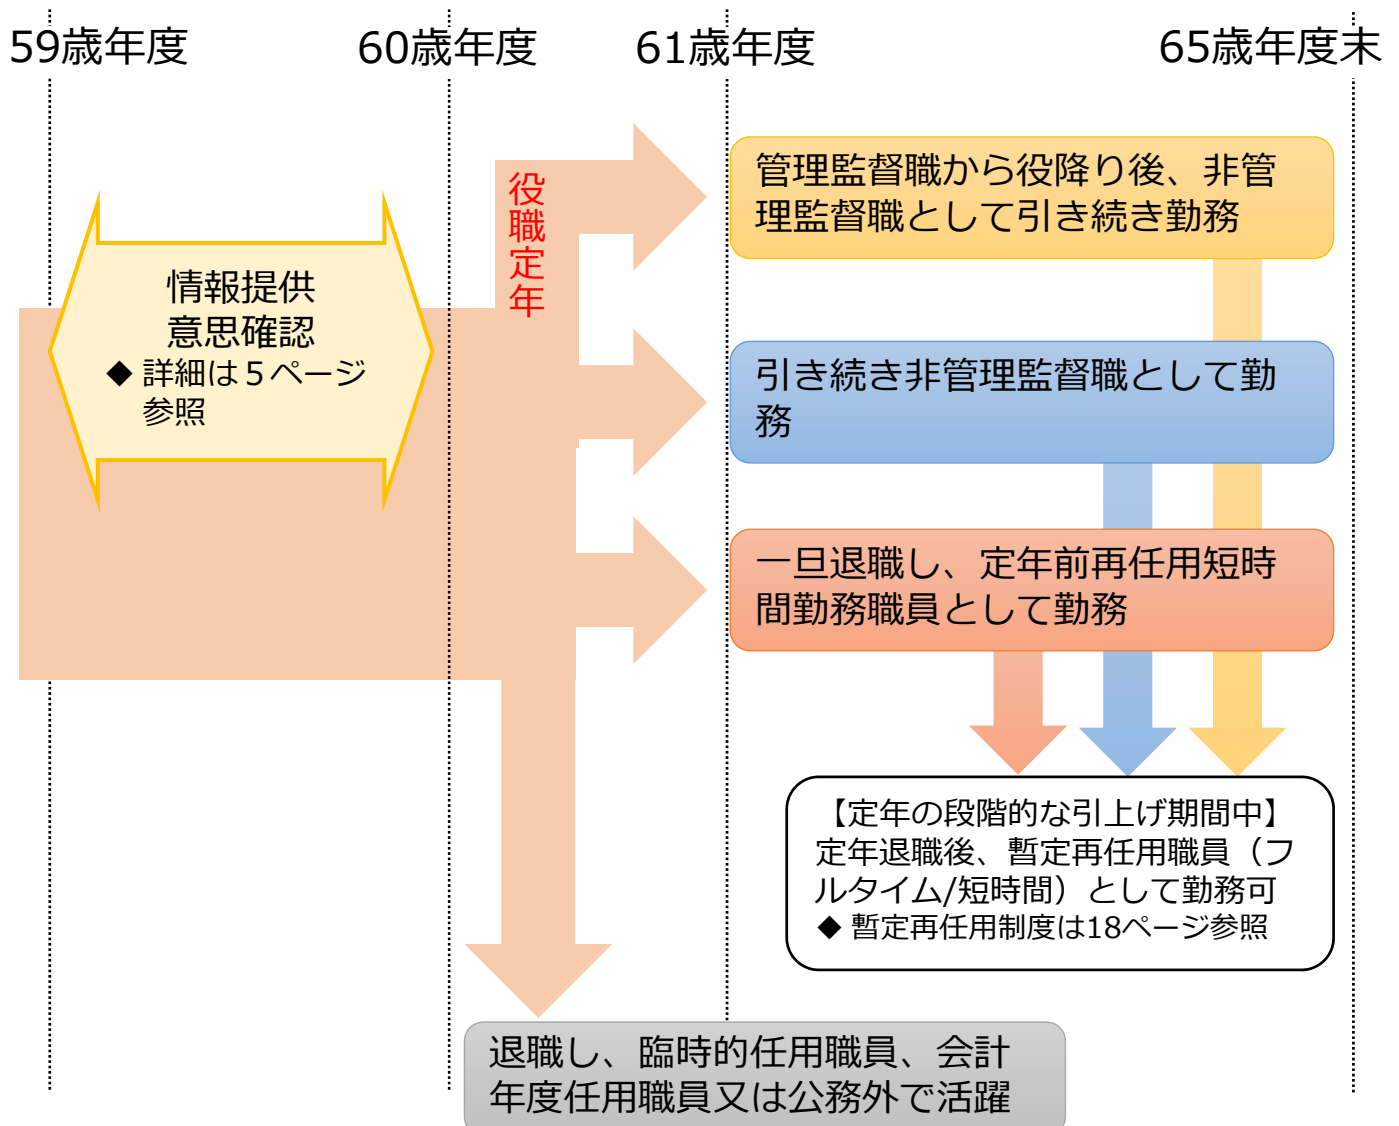 59歳年度
60歳年度
61歳年度
65歳年度末
情報提供
意思確認
◆ 詳細は５ページ
参照
役職定年
管理監督職から役降り後、非管
理監督職として引き続き勤務
引き続き非管理監督職として勤
務
一旦退職し、定年前再任用短時
間勤務職員として勤務
【定年の段階的な引上げ期間中】
定年退職後、暫定再任用職員（フ
ルタイム/短時間）として勤務可
◆ 暫定再任用制度は18ページ参照
退職し、臨時的任用職員、会計
年度任用職員又は公務外で活躍